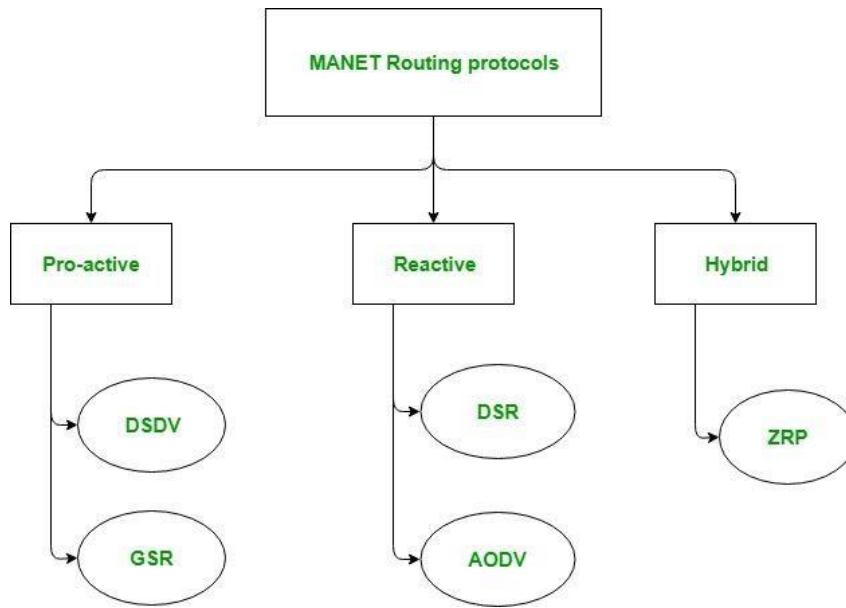 MANET Routing protocols
Pro-active
Reactive
Hybrid
DSDV
DSR
ZRP
GSR
AODV